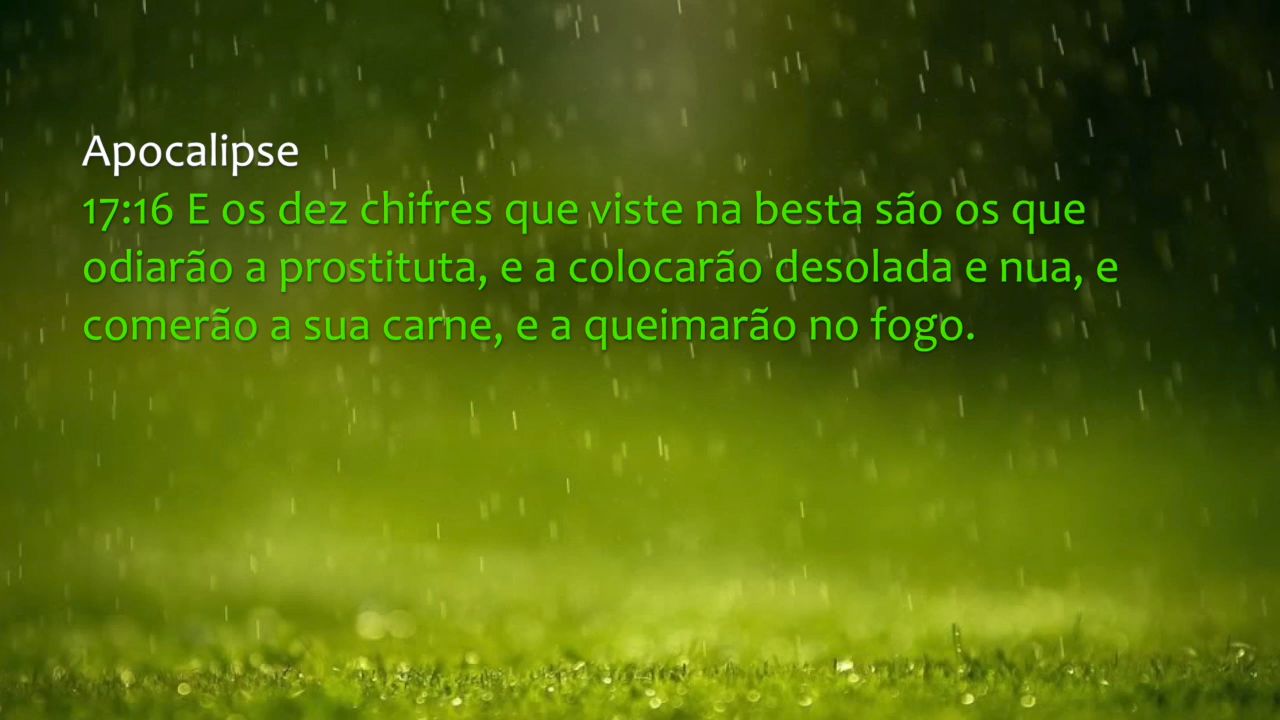 Apocalipse
17:16 E os dez chifres que viste na besta são os que
odiarão a prostituta, e a colocarão desolada e nua, e
comerão a sua carne, e a queimarão no fogo.